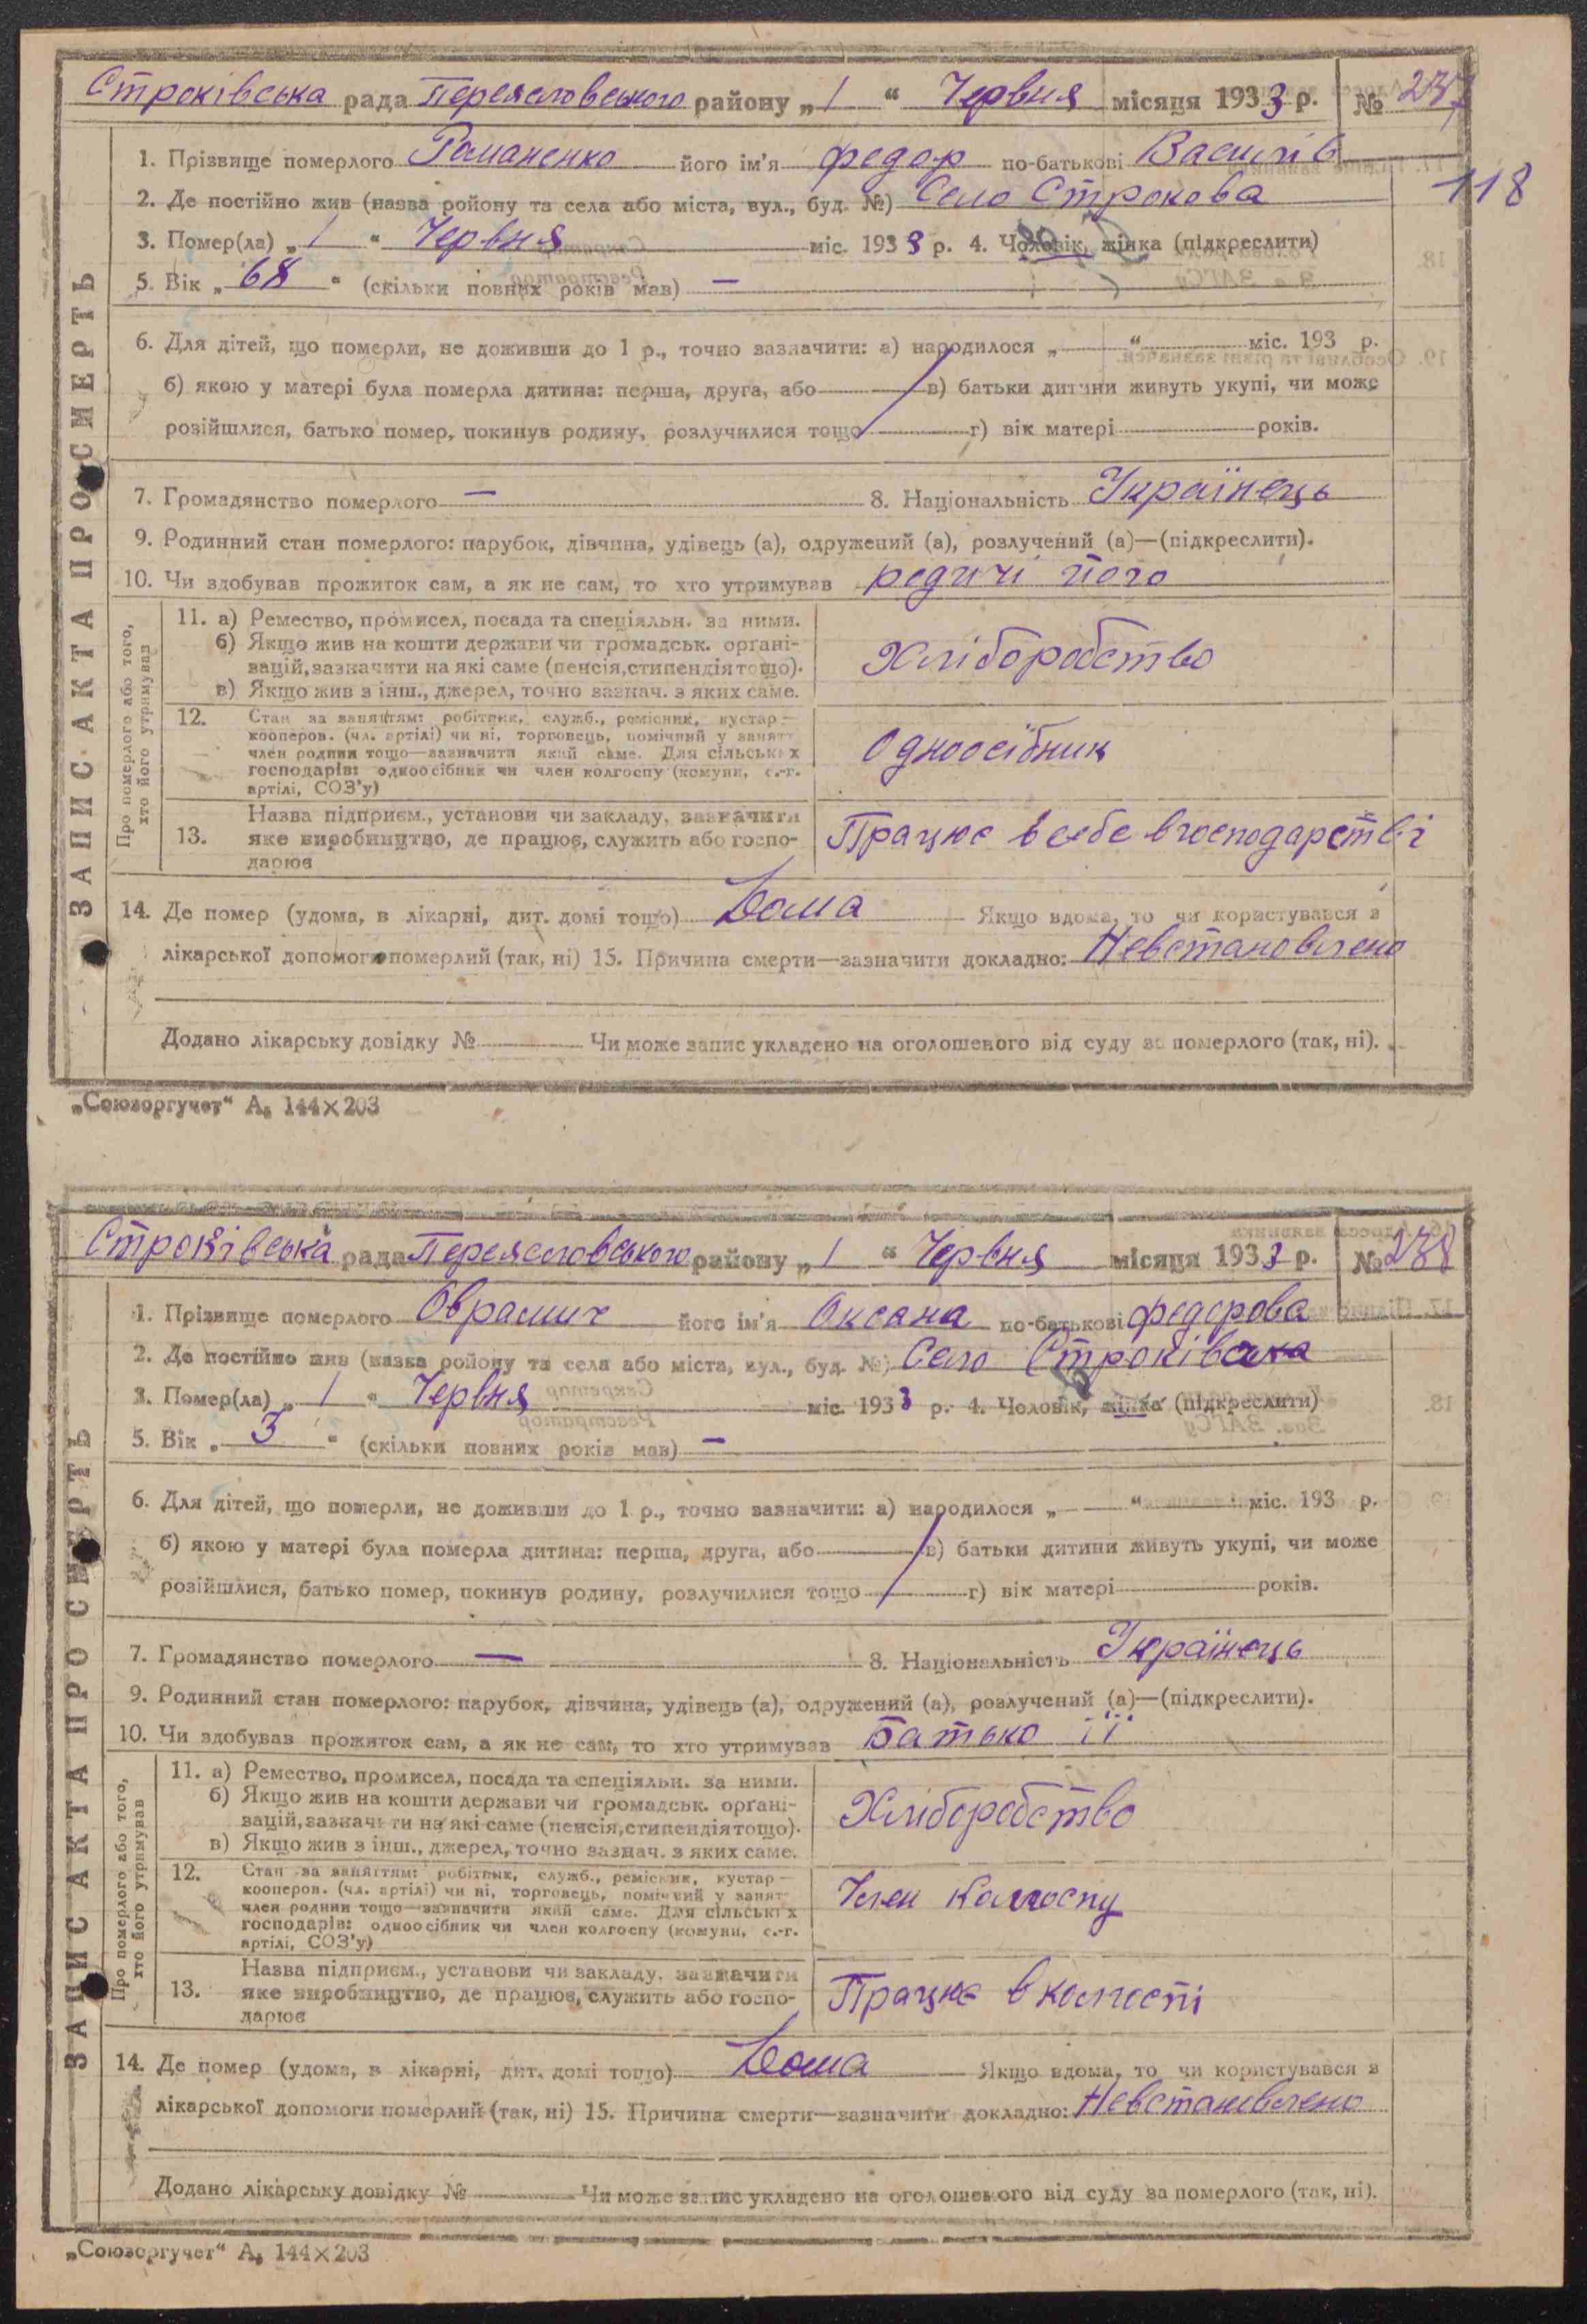 Строківська рада Переясловського району „1“ Червня місяця 1933 р. № 237
1. Прізвище померлого Романенко його ім'я Федор по-батькові Василів
118
2. Де постійно жив (назва ройону та села або міста, вул., буд. №) Село Строкова
3. Помер(ла) „1“ Червня міс. 1933 р. 4. Чоловік, жінка (підкреслити)
5. Вік „68“ (скільки повних років мав) —
6. Для дітей, що померли, не доживши до 1 р., точно зазначити: а) народилося „ “ міс. 193 р.
б) якою у матері була померла дитина: перша, друга, або в) батьки дитини живуть укупі, чи може
розійшлися, батько помер, покинув родину, розлучилися тощо г) вік матері років.
7. Громадянство померлого — 8. Національність Українець
9. Родинний стан померлого: парубок, дівчина, удівець (а), одружений (а), розлучений (а)—(підкреслити).
10. Чи здобував прожиток сам, а як не сам, то хто утримував родичі його
ЗАПИС АКТА ПРО СМЕРТЬ
Про померлого або того,
хто його утримував
11. а) Ремество, промисел, посада та спеціяльн. за ними.
б) Якщо жив на кошти держави чи громадськ. органі-
зацій, зазначити на які саме (пенсія, стипендія тощо).
в) Якщо жив з інш., джерел, точно зазнач. з яких саме.
Хліборобство
12. Стан за заняттям: робітник, служб., ремісник, кустар—
кооперов. (чл. артілі) чи ні, торговець, помічний у занятт
член родини тощо—зазначити який саме. Для сільських
господарів: одноосібник чи член колгоспу (комуни, с.-г.
артілі, СОЗ'у)
Одноосібник
13. Назва підприєм., установи чи закладу, зазначити
яке виробництво, де працює, служить або госпо-
дарює
Працює в себе в господарстві
14. Де помер (удома, в лікарні, дит. домі тощо) Дома Якщо вдома, то чи користувався з
лікарської допомоги померлий (так, ні) 15. Причина смерти—зазначити докладно: Невстановлено
Додано лікарську довідку № Чи може запис укладено на оголошеного від суду за померлого (так, ні).
„Союзоргучет“ А₅ 144×203
Строківська рада Переясловського району „1“ Червня місяця 1933 р. № 238
1. Прізвище померлого Оврамич його ім'я Оксана по-батькові Федорова
2. Де постійно жив (назва ройону та села або міста, вул., буд. №) Село Строківська
3. Помер(ла) „1“ Червня міс. 1933 р. 4. Чоловік, жінка (підкреслити)
5. Вік „3“ (скільки повних років мав) —
6. Для дітей, що померли, не доживши до 1 р., точно зазначити: а) народилося „ “ міс. 193 р.
б) якою у матері була померла дитина: перша, друга, або в) батьки дитини живуть укупі, чи може
розійшлися, батько помер, покинув родину, розлучилися тощо г) вік матері років.
7. Громадянство померлого — 8. Національність Українець
9. Родинний стан померлого: парубок, дівчина, удівець (а), одружений (а), розлучений (а)—(підкреслити).
10. Чи здобував прожиток сам, а як не сам, то хто утримував Батько її
ЗАПИС АКТА ПРО СМЕРТЬ
Про померлого або того,
хто його утримував
11. а) Ремество, промисел, посада та спеціяльн. за ними.
б) Якщо жив на кошти держави чи громадськ. органі-
зацій, зазначити на які саме (пенсія, стипендія тощо).
в) Якщо жив з інш., джерел, точно зазнач. з яких саме.
Хліборобство
12. Стан за заняттям: робітник, служб., ремісник, кустар—
кооперов. (чл. артілі) чи ні, торговець, помічний у занят
член родини тощо—зазначити який саме. Для сільських
господарів: одноосібник чи член колгоспу (комуни, с.-г.
артілі, СОЗ'у)
Член Колгоспу
13. Назва підприєм., установи чи закладу, зазначити
яке виробництво, де працює, служить або госпо-
дарює
Працює в колгоспі
14. Де помер (удома, в лікарні, дит. домі тощо) Дома Якщо вдома, то чи користувався з
лікарської допомоги померлий (так, ні) 15. Причина смерти—зазначити докладно: Невстановлено
Додано лікарську довідку № Чи може запис укладено на оголошеного від суду за померлого (так, ні).
„Союзоргучет“ А₅ 144×203